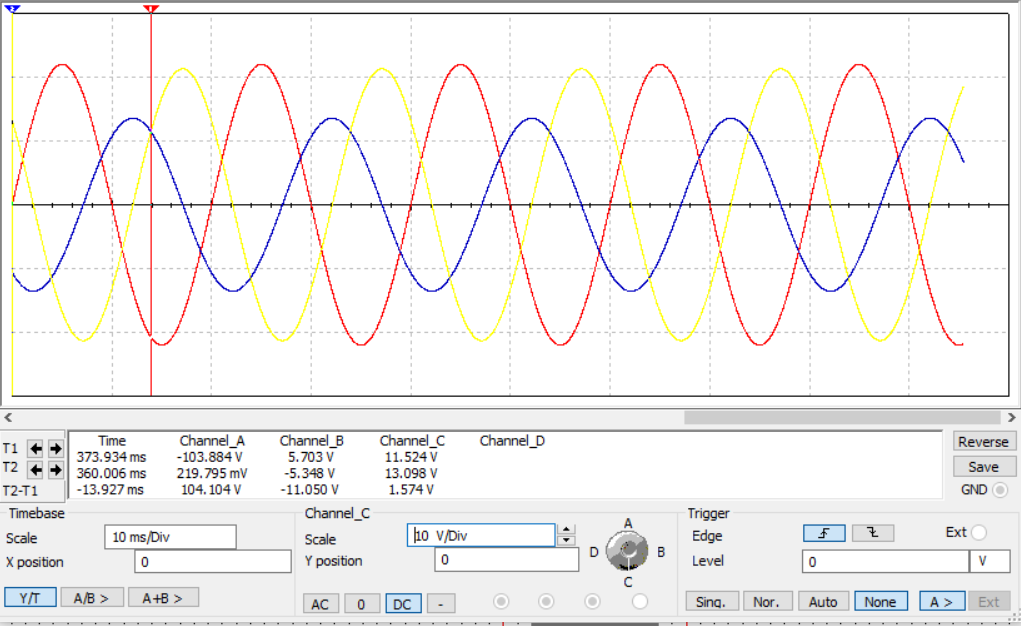 2 1
Time Channel_A Channel_B Channel_C Channel_D
T1 373.934 ms -103.884 V 5.703 V 11.524 V
T2 360.006 ms 219.795 mV -5.348 V 13.098 V
T2-T1 -13.927 ms 104.104 V -11.050 V 1.574 V
Reverse
Save
GND
Timebase
Scale 10 ms/Div
X position 0
Y/T A/B > A+B >
Channel_C
Scale 10 V/Div
Y position 0
AC 0 DC -
A
D B
C
Trigger
Edge Ext
Level 0 V
Sing. Nor. Auto None A > Ext